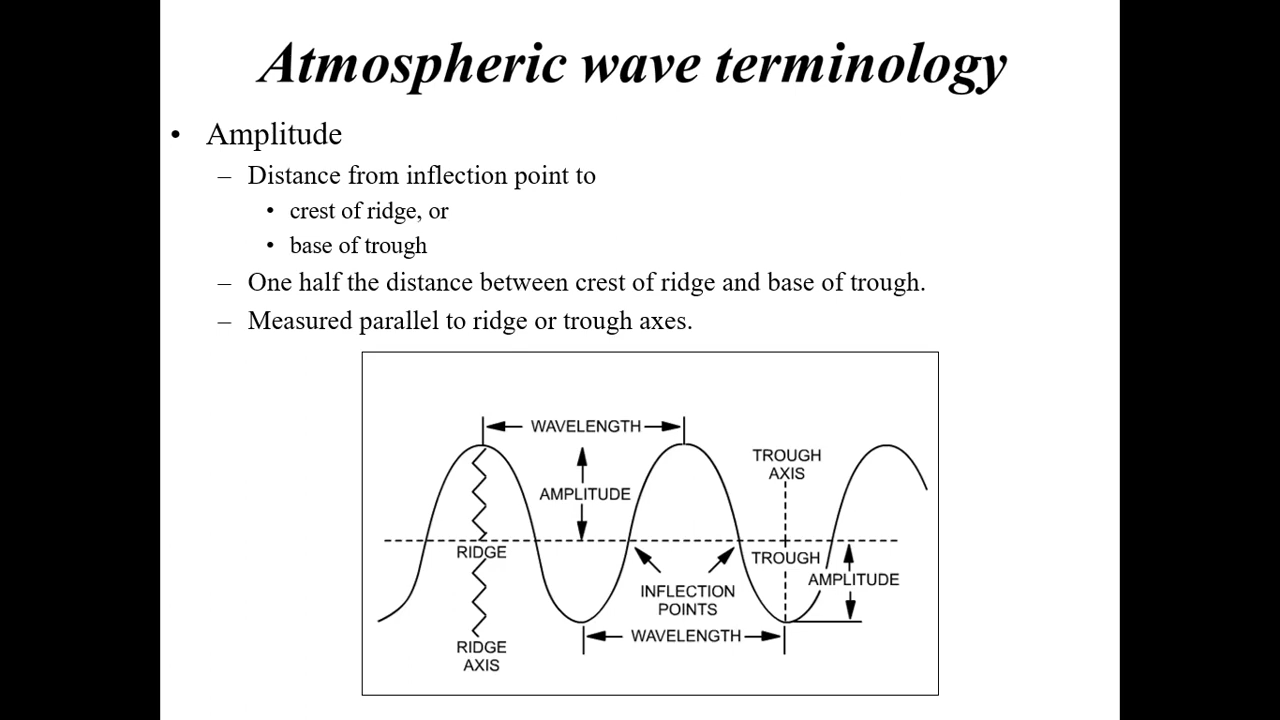 Atmospheric wave terminology
• Amplitude
– Distance from inflection point to
• crest of ridge, or
• base of trough
– One half the distance between crest of ridge and base of trough.
– Measured parallel to ridge or trough axes.
WAVELENGTH
TROUGH
AXIS
AMPLITUDE
RIDGE
TROUGH
AMPLITUDE
INFLECTION
POINTS
WAVELENGTH
RIDGE
AXIS